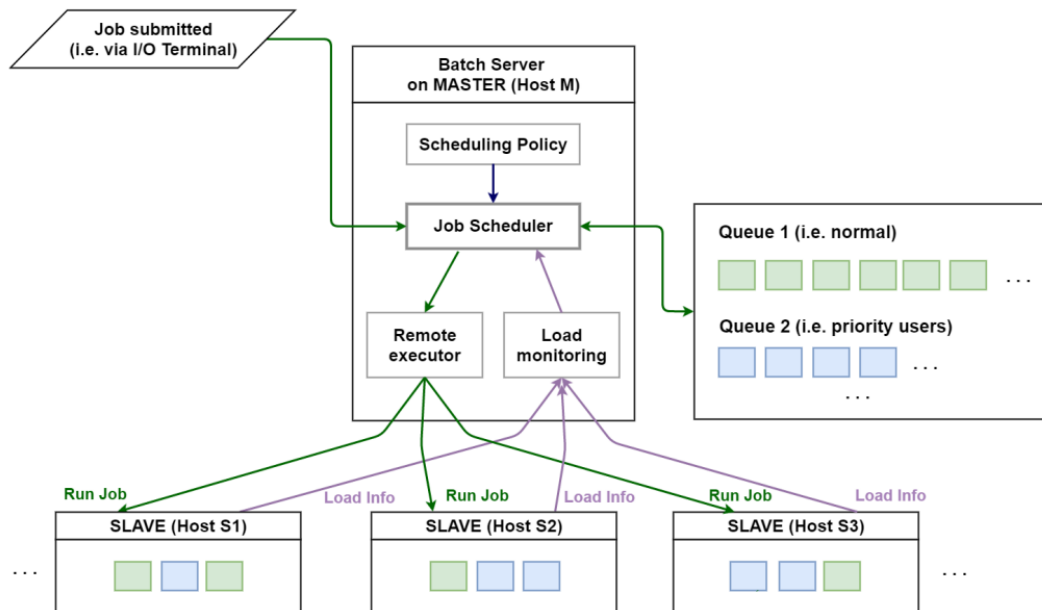 Job submitted
(i.e. via I/O Terminal)
Batch Server
on MASTER (Host M)
Scheduling Policy
Job Scheduler
Queue 1 (i.e. normal)
. . .
Queue 2 (i.e. priority users)
. . .
. . .
Remote
executor
Load
monitoring
Run Job
Load Info
Run Job
Load Info
Run Job
Load Info
SLAVE (Host S1)
SLAVE (Host S2)
SLAVE (Host S3)
. . .
. . .